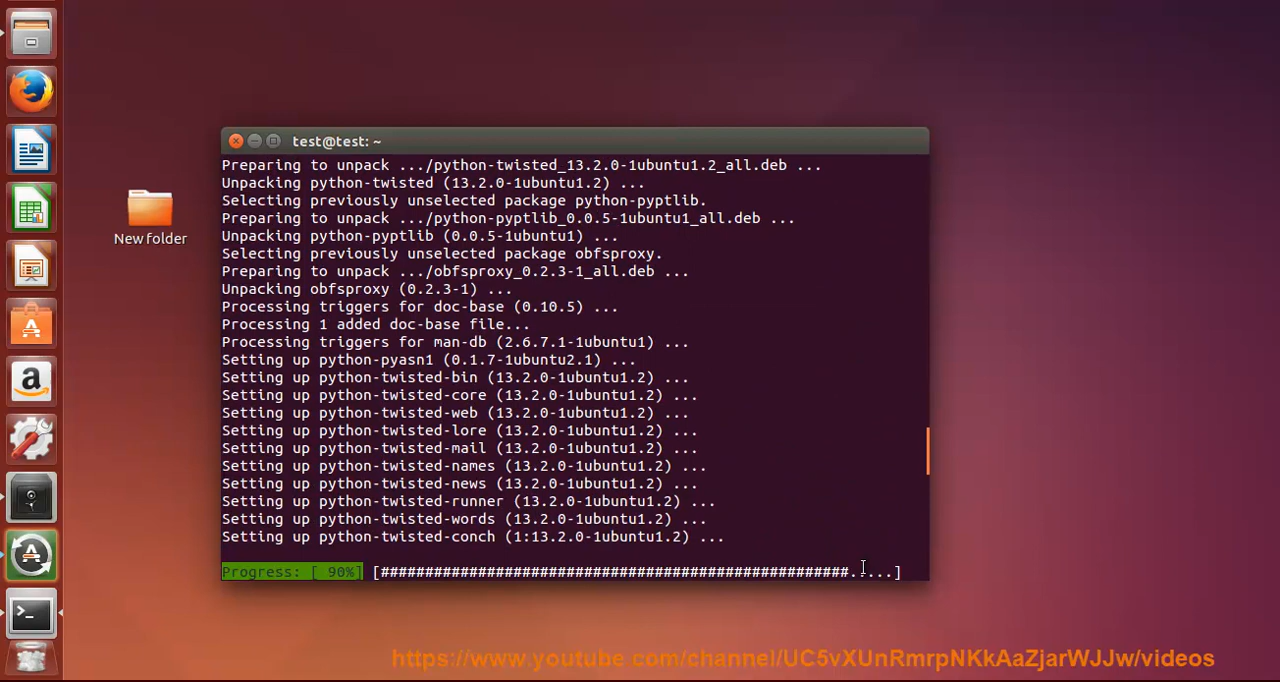 test@test: ~
Preparing to unpack .../python-twisted_13.2.0-1ubuntu1.2_all.deb ...
Unpacking python-twisted (13.2.0-1ubuntu1.2) ...
Selecting previously unselected package python-pyptlib.
Preparing to unpack .../python-pyptlib_0.0.5-1ubuntu1_all.deb ...
Unpacking python-pyptlib (0.0.5-1ubuntu1) ...
Selecting previously unselected package obfsproxy.
Preparing to unpack .../obfsproxy_0.2.3-1_all.deb ...
Unpacking obfsproxy (0.2.3-1) ...
Processing triggers for doc-base (0.10.5) ...
Processing 1 added doc-base file...
Processing triggers for man-db (2.6.7.1-1ubuntu1) ...
Setting up python-pyasn1 (0.1.7-1ubuntu2.1) ...
Setting up python-twisted-bin (13.2.0-1ubuntu1.2) ...
Setting up python-twisted-core (13.2.0-1ubuntu1.2) ...
Setting up python-twisted-web (13.2.0-1ubuntu1.2) ...
Setting up python-twisted-lore (13.2.0-1ubuntu1.2) ...
Setting up python-twisted-mail (13.2.0-1ubuntu1.2) ...
Setting up python-twisted-names (13.2.0-1ubuntu1.2) ...
Setting up python-twisted-news (13.2.0-1ubuntu1.2) ...
Setting up python-twisted-runner (13.2.0-1ubuntu1.2) ...
Setting up python-twisted-words (13.2.0-1ubuntu1.2) ...
Setting up python-twisted-conch (1:13.2.0-1ubuntu1.2) ...
Progress: [ 90%] [#####################################################.....]
New folder
https://www.youtube.com/channel/UC5vXUnRmrpNKkAaZjarWJJw/videos